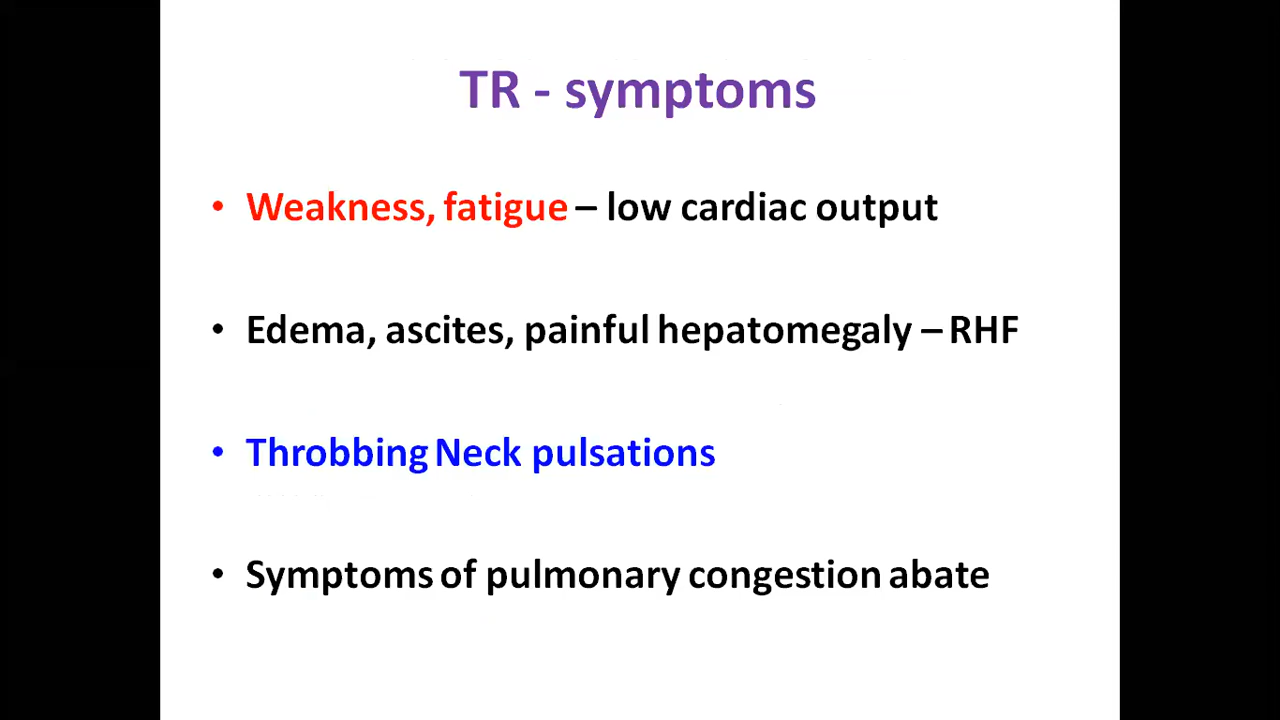 TR - symptoms
• Weakness, fatigue – low cardiac output
• Edema, ascites, painful hepatomegaly – RHF
• Throbbing Neck pulsations
• Symptoms of pulmonary congestion abate